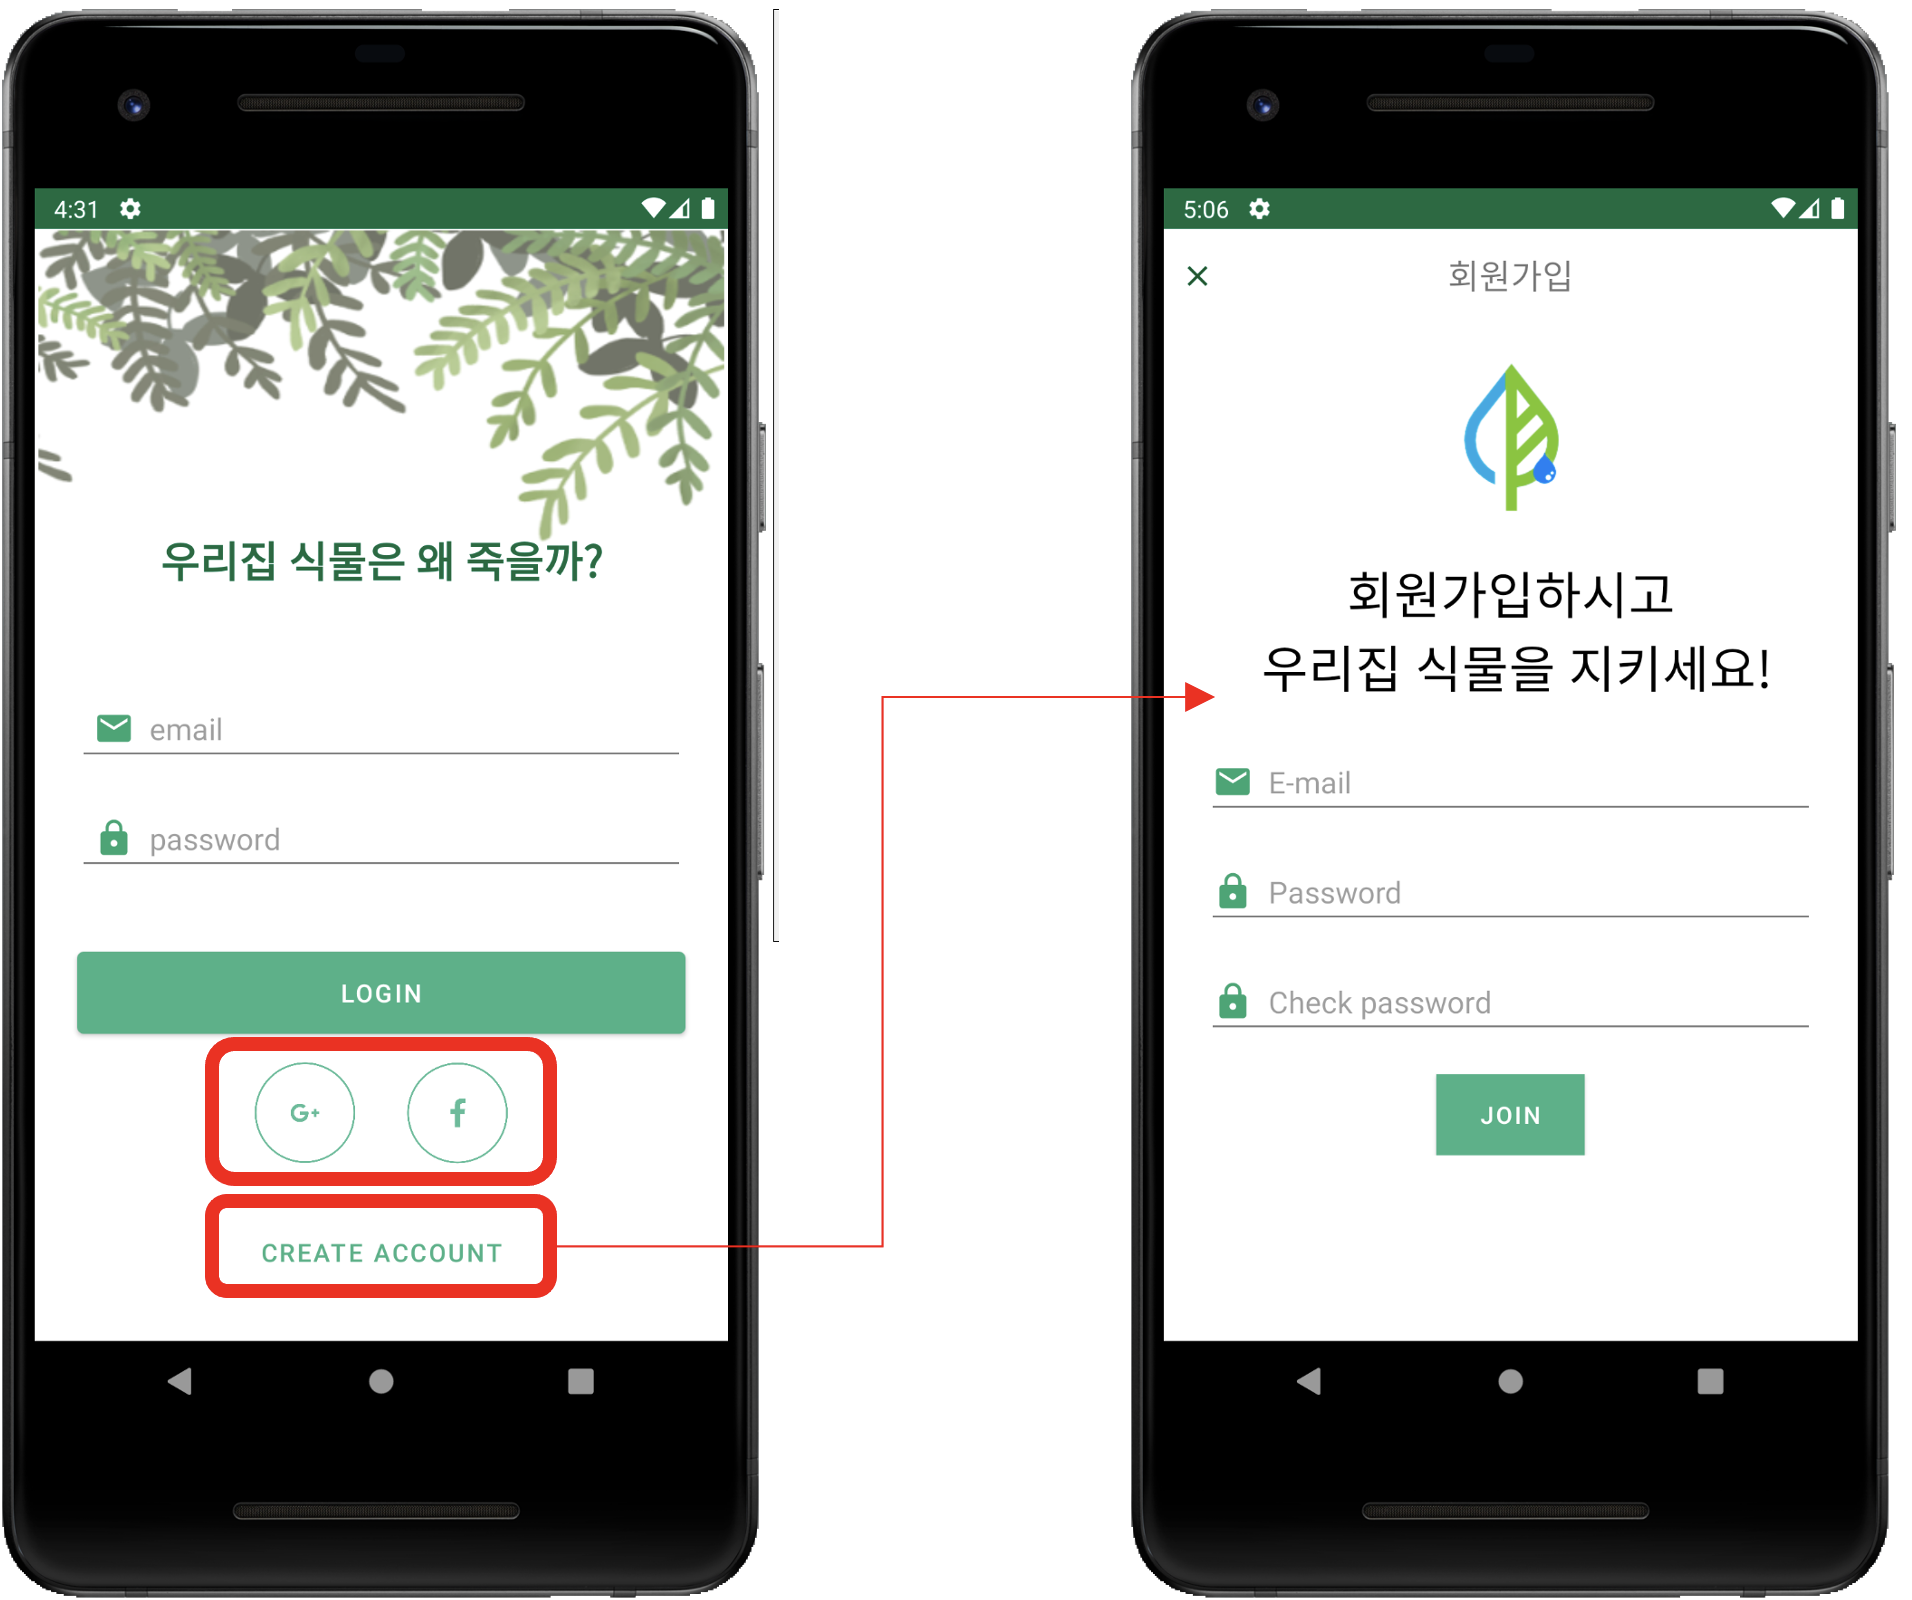 4:31
우리집 식물은 왜 죽을까?
email
password
LOGIN
G+ f
CREATE ACCOUNT
5:06
회원가입
회원가입하시고
우리집 식물을 지키세요!
E-mail
Password
Check password
JOIN